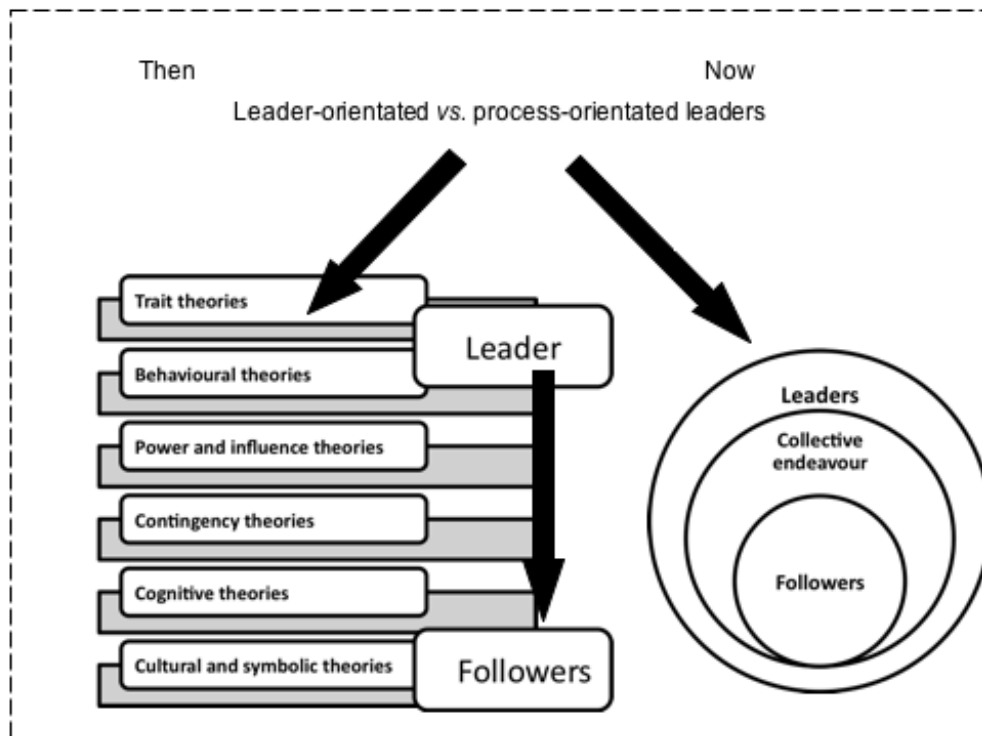 Then
Now
Leader-orientated vs. process-orientated leaders
Trait theories
Leader
Behavioural theories
Power and influence theories
Contingency theories
Cognitive theories
Cultural and symbolic theories
Followers
Leaders
Collective
endeavour
Followers